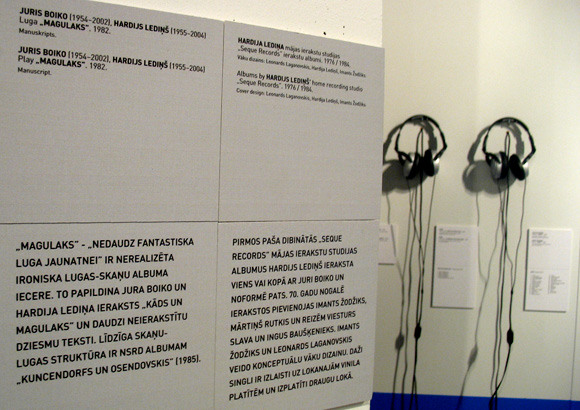 JURIS BOIKO (1954-2002), HARDIJS LEDIŅŠ (1955-2004)
Luga „MAGULAKS". 1982.
Manuskripts.
JURIS BOIKO (1954-2002), HARDIJS LEDIŅŠ (1955-2004)
Play „MAGULAKS". 1982.
Manuscript.
HARDIJA LEDIŅA mājas ierakstu studijas
„Seque Records" ierakstu albumi. 1976 / 1984.
Vāku dizains: Leonards Laganovskis, Hardijs Lediņš, Imants Žodžiks.
Albums by HARDIJS LEDIŅŠ' home recording studio
„Seque Records". 1976 / 1984.
Cover design: Leonards Laganovskis, Hardijs Lediņš, Imants Žodžiks.
„MAGULAKS" - „NEDAUDZ FANTASTISKA
LUGA JAUNATNEI" IR NEREALIZĒTA
IRONISKA LUGAS-SKAŅU ALBUMA
IECERE. TO PAPILDINA JURA BOIKO UN
HARDIJA LEDIŅA IERAKSTS „KĀDS UN
MAGULAKS" UN DAUDZI NEIERAKSTĪTU
DZIESMU TEKSTI. LĪDZĪGA SKAŅU-
LUGAS STRUKTŪRA IR NSRD ALBUMAM
„KUNCENDORFS UN OSENDOVSKIS" (1985).
PIRMOS PAŠA DIBINĀTĀS „SEQUE
RECORDS" MĀJAS IERAKSTU STUDIJAS
ALBUMUS HARDIJS LEDIŅŠ IERAKSTA
VIENS VAI KOPĀ AR JURI BOIKO UN
NOFORMĒ PATS. 70. GADU NOGALĒ
IERAKSTOS PIEVIENOJAS IMANTS ŽODŽIKS,
MĀRTIŅŠ RUTKIS UN REIZĒM VIESTURS
SLAVA UN INGUS BAUŠĶENIEKS. IMANTS
ŽODŽIKS UN LEONARDS LAGANOVSKIS
VEIDO KONCEPTUĀLU VĀKU DIZAINU. DAŽI
SINGLI IR IZLAISTI UZ LOKANAJĀM VINILA
PLATĪTĒM UN IZPLATĪTI DRAUGU LOKĀ.